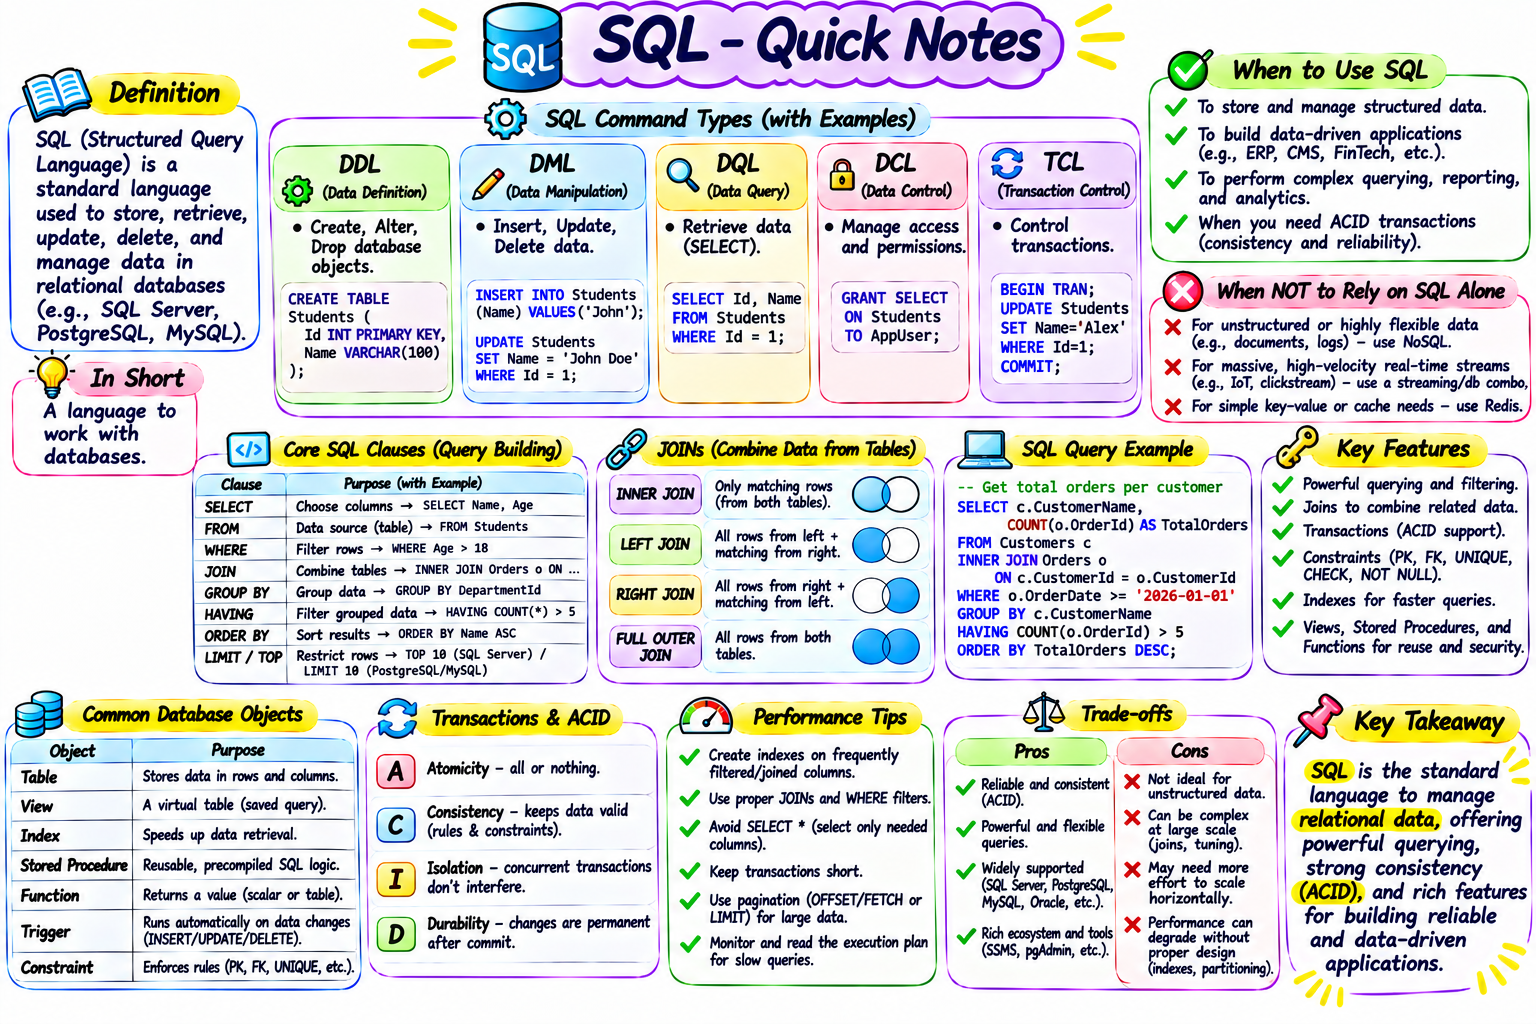 SQL
SQL - Quick Notes
Definition
SQL (Structured Query
Language) is a
standard language
used to store, retrieve,
update, delete, and
manage data in
relational databases
(e.g., SQL Server,
PostgreSQL, MySQL).
In Short
A language to
work with
databases.
SQL Command Types (with Examples)
DDL
(Data Definition)
• Create, Alter,
Drop database
objects.
CREATE TABLE
Students (
Id INT PRIMARY KEY,
Name VARCHAR(100)
);
DML
(Data Manipulation)
• Insert, Update,
Delete data.
INSERT INTO Students
(Name) VALUES('John');
UPDATE Students
SET Name = 'John Doe'
WHERE Id = 1;
DQL
(Data Query)
• Retrieve data
(SELECT).
SELECT Id, Name
FROM Students
WHERE Id = 1;
DCL
(Data Control)
• Manage access
and permissions.
GRANT SELECT
ON Students
TO AppUser;
TCL
(Transaction Control)
• Control
transactions.
BEGIN TRAN;
UPDATE Students
SET Name='Alex'
WHERE Id=1;
COMMIT;
When to Use SQL
To store and manage structured data.
To build data-driven applications
(e.g., ERP, CMS, FinTech, etc.).
To perform complex querying, reporting,
and analytics.
When you need ACID transactions
(consistency and reliability).
When NOT to Rely on SQL Alone
For unstructured or highly flexible data
(e.g., documents, logs) – use NoSQL.
For massive, high-velocity real-time streams
(e.g., IoT, clickstream) – use a streaming/db combo,
For simple key-value or cache needs – use Redis.
</> Core SQL Clauses (Query Building)
Clause Purpose (with Example)
SELECT Choose columns → SELECT Name, Age
FROM Data source (table) → FROM Students
WHERE Filter rows → WHERE Age > 18
JOIN Combine tables → INNER JOIN Orders o ON ...
GROUP BY Group data → GROUP BY DepartmentId
HAVING Filter grouped data → HAVING COUNT(*) > 5
ORDER BY Sort results → ORDER BY Name ASC
LIMIT / TOP Restrict rows → TOP 10 (SQL Server) /
LIMIT 10 (PostgreSQL/MySQL)
JOINs (Combine Data from Tables)
INNER JOIN Only matching rows
(from both tables).
LEFT JOIN All rows from left +
matching from right.
RIGHT JOIN All rows from right +
matching from left.
FULL OUTER
JOIN
All rows from both
tables.
SQL Query Example
-- Get total orders per customer
SELECT c.CustomerName,
COUNT(o.OrderId) AS TotalOrders
FROM Customers c
INNER JOIN Orders o
ON c.CustomerId = o.CustomerId
WHERE o.OrderDate >= '2026-01-01'
GROUP BY c.CustomerName
HAVING COUNT(o.OrderId) > 5
ORDER BY TotalOrders DESC;
Key Features
Powerful querying and filtering.
Joins to combine related data.
Transactions (ACID support).
Constraints (PK, FK, UNIQUE,
CHECK, NOT NULL).
Indexes for faster queries.
Views, Stored Procedures, and
Functions for reuse and security.
Common Database Objects
Object Purpose
Table Stores data in rows and columns.
View A virtual table (saved query).
Index Speeds up data retrieval.
Stored Procedure Reusable, precompiled SQL logic.
Function Returns a value (scalar or table).
Trigger Runs automatically on data changes
(INSERT/UPDATE/DELETE).
Constraint Enforces rules (PK, FK, UNIQUE, etc.).
Transactions & ACID
A Atomicity – all or nothing.
C Consistency – keeps data valid
(rules & constraints).
I Isolation – concurrent transactions
don't interfere.
D Durability – changes are permanent
after commit.
Performance Tips
Create indexes on frequently
filtered/joined columns.
Use proper JOINs and WHERE filters.
Avoid SELECT * (select only needed
columns).
Keep transactions short.
Use pagination (OFFSET/FETCH or
LIMIT) for large data.
Monitor and read the execution plan
for slow queries.
Trade-offs
Pros
Reliable and consistent
(ACID).
Powerful and flexible
queries.
Widely supported
(SQL Server, PostgreSQL,
MySQL, Oracle, etc.).
Rich ecosystem and tools
(SSMS, pgAdmin, etc.).
Cons
Not ideal for
unstructured data.
Can be complex
at large scale
(joins, tuning).
May need more
effort to scale
horizontally.
Performance can
degrade without
proper design
(indexes, partitioning).
Key Takeaway
SQL is the standard
language to manage
relational data, offering
powerful querying,
strong consistency
(ACID), and rich features
for building reliable
and data-driven
applications.